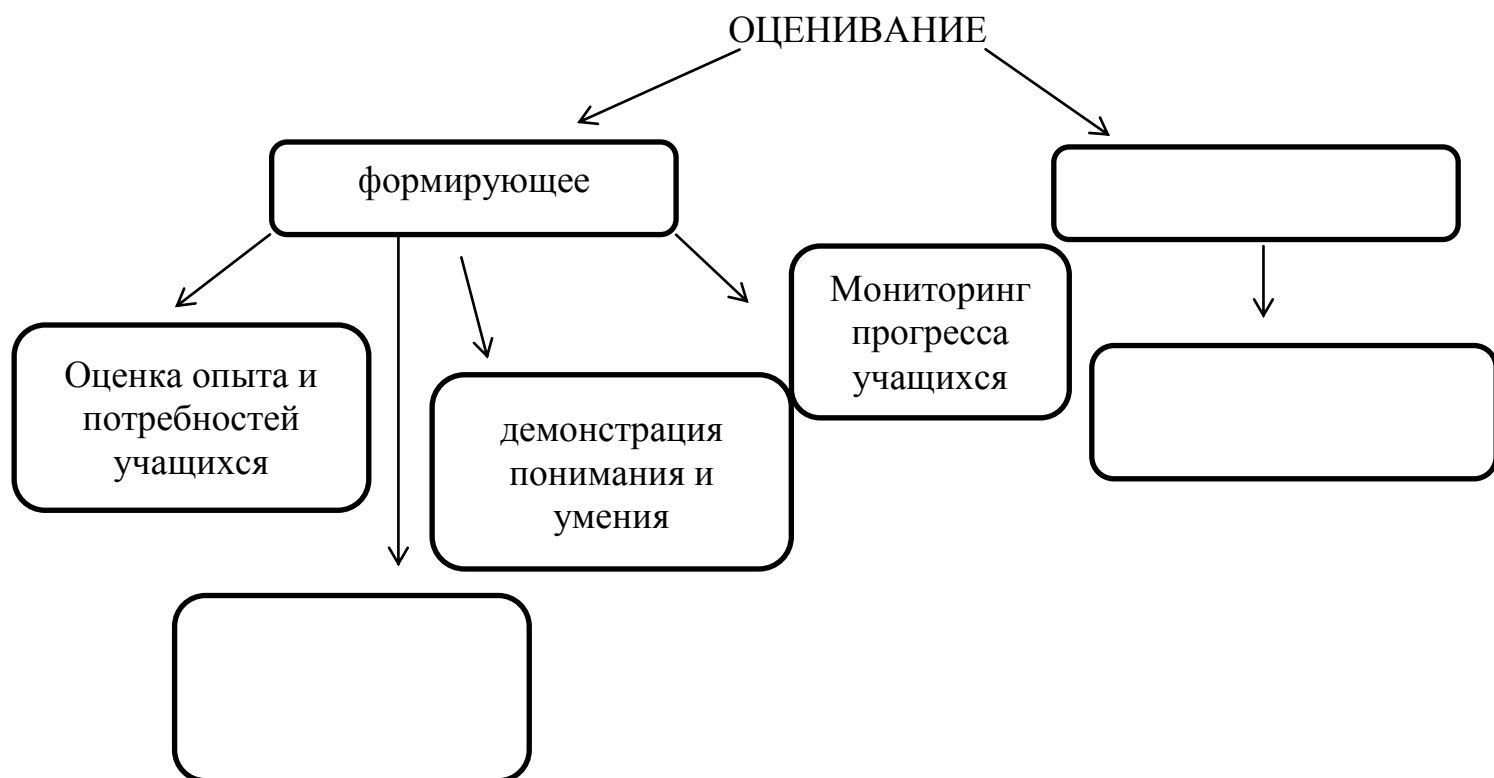 ОЦЕНИВАНИЕ
формирующее
Оценка опыта и
потребностей
учащихся
демонстрация
понимания и
умения
Мониторинг
прогресса
учащихся